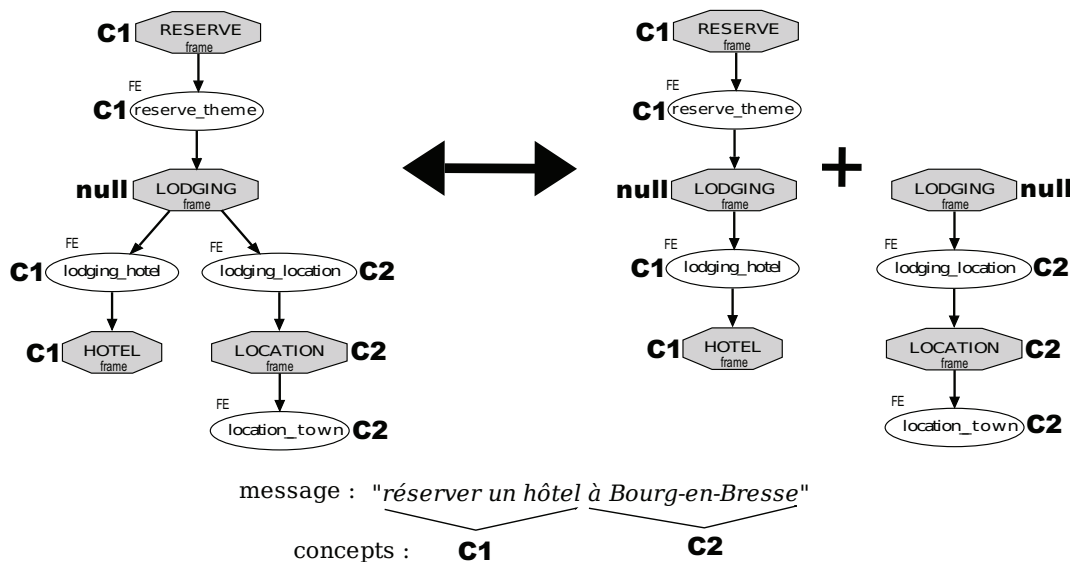 C1 RESERVE
frame
FE
C1 reserve_theme
null LODGING
frame
FE
C1 lodging_hotel
FE
lodging_location C2
C1 HOTEL
frame
LOCATION C2
frame
FE
location_town C2
C1 RESERVE
frame
FE
C1 reserve_theme
null LODGING
frame
FE
C1 lodging_hotel
C1 HOTEL
frame
+
LODGING null
frame
FE
lodging_location C2
LOCATION C2
frame
FE
location_town C2
message : "réserver un hôtel à Bourg-en-Bresse"
concepts : C1 C2